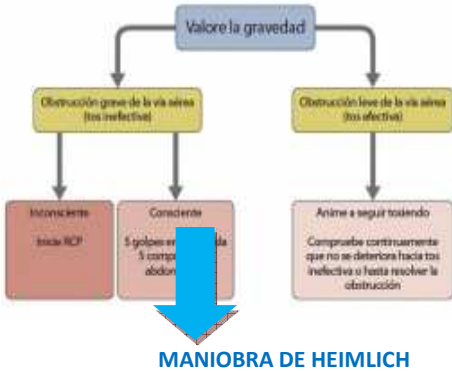 Valore la gravedad
Obstrucción grave de la vía aérea
(tos inefectiva)
Obstrucción leve de la vía aérea
(tos efectiva)
Inconsciente
Inicie RCP
Consciente
5 golpes en
5
Anime a seguir tosiendo
Compruebe continuamente
que no se deteriora hacia tos
inefectiva o hasta resolver la
obstrucción
MANIOBRA DE HEIMLICH